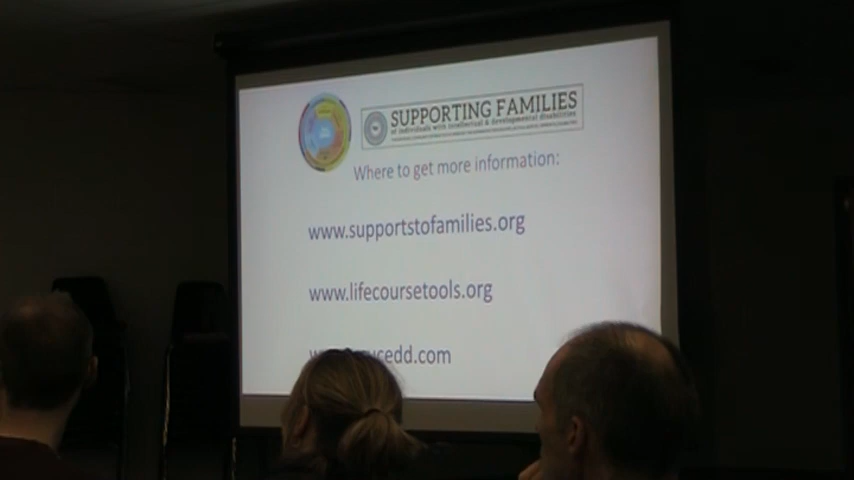 SUPPORTING FAMILIES
of individuals with intellectual & developmental disabilities
Where to get more information:
www.supportstofamilies.org
www.lifecoursetools.org